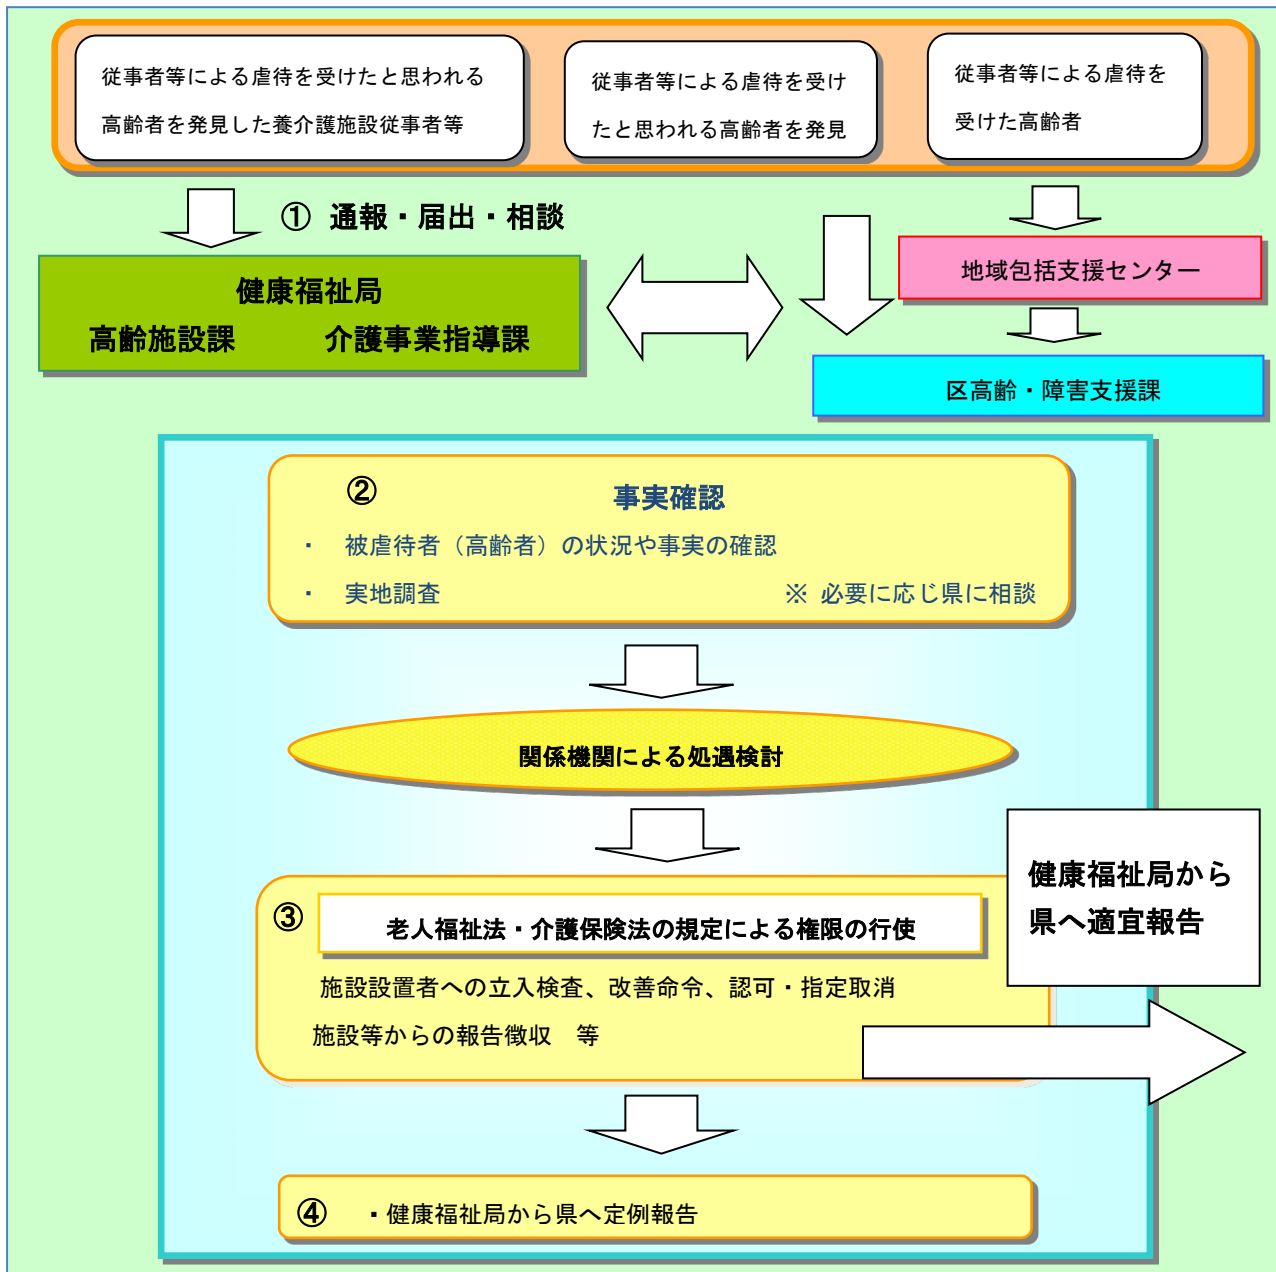 従事者等による虐待を受けたと思われる
高齢者を発見した養介護施設従事者等
従事者等による虐待を受け
たと思われる高齢者を発見
従事者等による虐待を
受けた高齢者
① 通報・届出・相談
健康福祉局
高齢施設課 介護事業指導課
地域包括支援センター
区高齢・障害支援課
② 事実確認
・ 被虐待者（高齢者）の状況や事実の確認
・ 実地調査 ※ 必要に応じ県に相談
関係機関による処遇検討
③ 老人福祉法・介護保険法の規定による権限の行使
施設設置者への立入検査、改善命令、認可・指定取消
施設等からの報告徴収 等
健康福祉局から
県へ適宜報告
④ ・健康福祉局から県へ定例報告